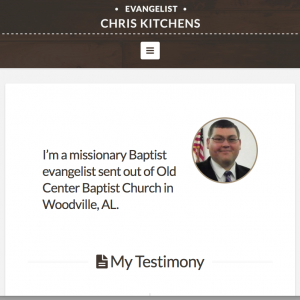 • EVANGELIST •
CHRIS KITCHENS
I'm a missionary Baptist
evangelist sent out of Old
Center Baptist Church in
Woodville, AL.
My Testimony